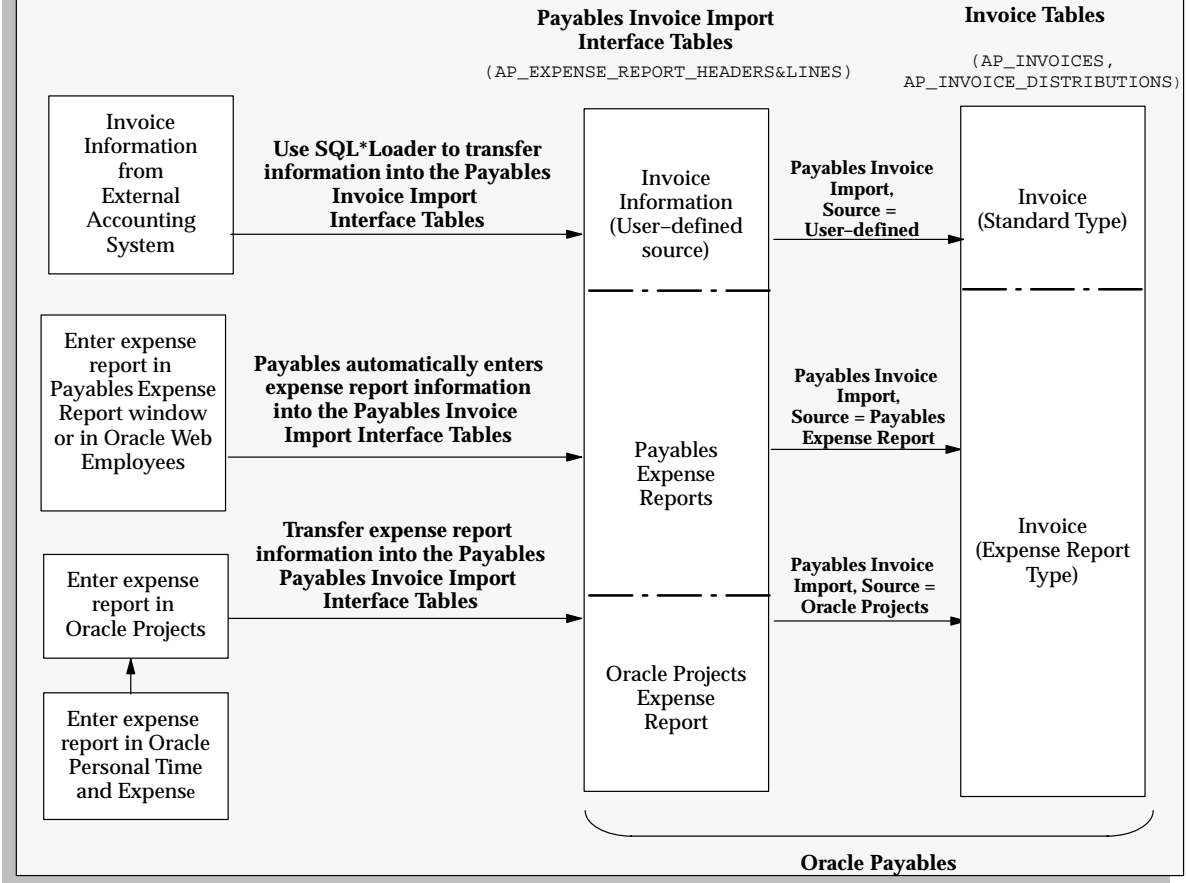 Payables Invoice Import
Interface Tables
(AP_EXPENSE_REPORT_HEADERS&LINES)
Invoice Tables
(AP_INVOICES,
AP_INVOICE_DISTRIBUTIONS)
Invoice
Information
from
External
Accounting
System
Use SQL*Loader to transfer
information into the Payables
Invoice Import
Interface Tables
Invoice
Information
(User–defined
source)
Payables Invoice
Import,
Source =
User–defined
Invoice
(Standard Type)
Enter expense
report in
Payables Expense
Report window
or in Oracle Web
Employees
Payables automatically enters
expense report information
into the Payables Invoice
Import Interface Tables
Payables
Expense
Reports
Payables Invoice
Import,
Source = Payables
Expense Report
Invoice
(Expense Report
Type)
Enter expense
report in
Oracle Projects
Transfer expense report
information into the Payables
Payables Invoice Import
Interface Tables
Payables Invoice
Import, Source =
Oracle Projects
Oracle Projects
Expense
Report
Enter expense
report in Oracle
Personal Time
and Expense
Oracle Payables